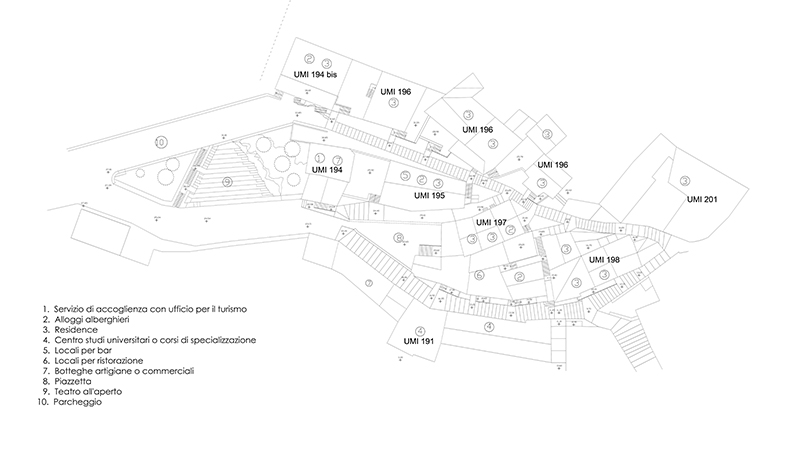 2 3
UMI 194 bis
UMI 196
3
3
UMI 196
3
3
10
1 7
UMI 194
5 2 3
UMI 195
UMI 196
3
3
UMI 201
9
UMI 197
3 3 2
8
3
UMI 198
6
2
3
3
3
4
UMI 191
4
1. Servizio di accoglienza con ufficio per il turismo
2. Alloggi alberghieri
3. Residence
4. Centro studi universitari o corsi di specializzazione
5. Locali per bar
6. Locali per ristorazione
7. Botteghe artigiane o commerciali
8. Piazzetta
9. Teatro all'aperto
10. Parcheggio